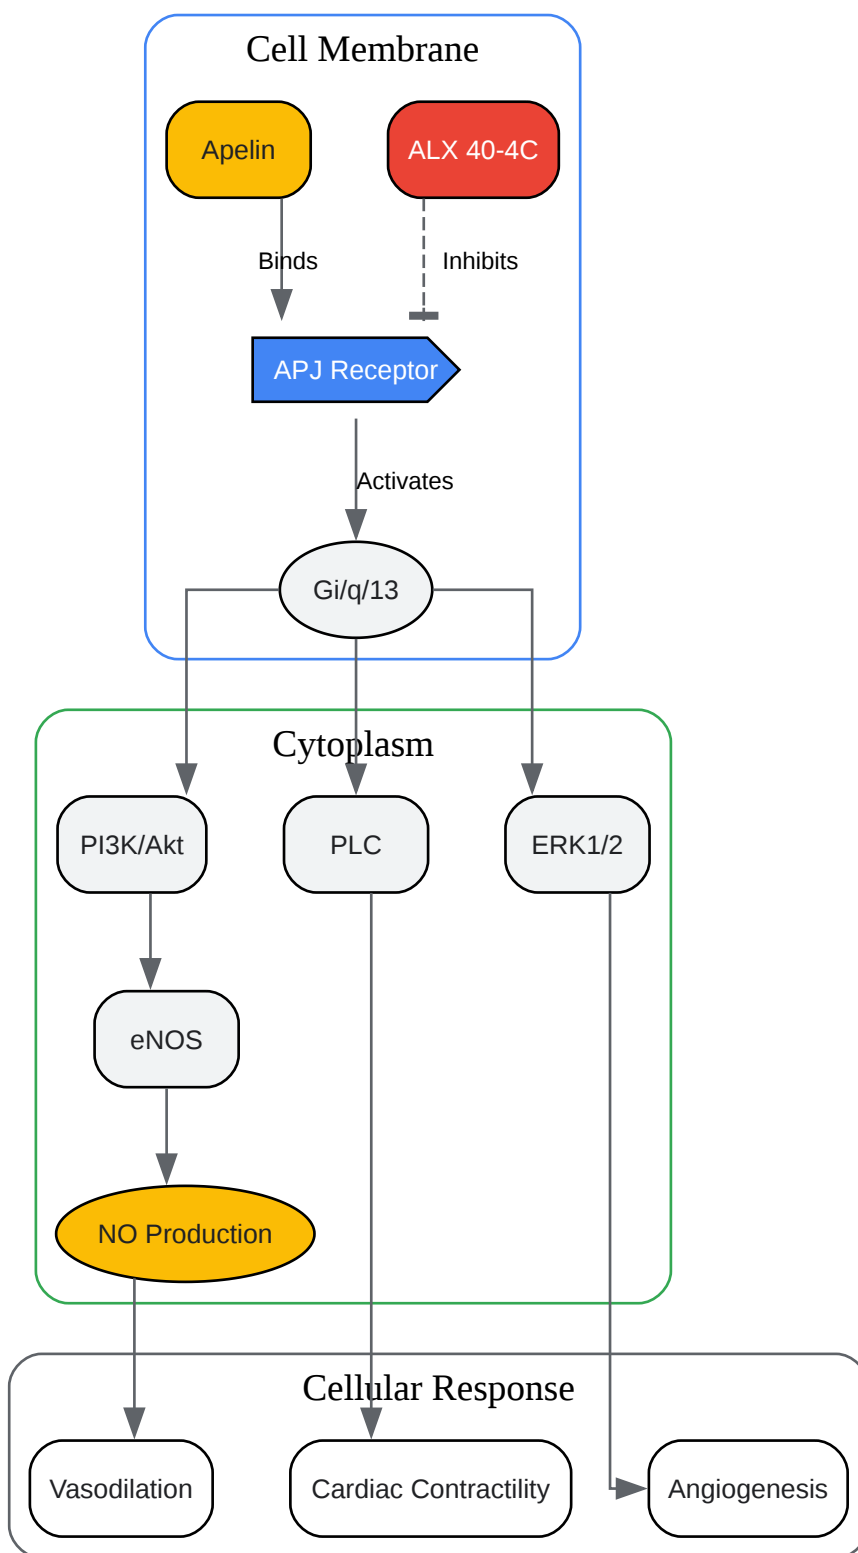 Cell Membrane
Apelin
ALX 40-4C
Binds
Inhibits
APJ Receptor
Activates
Gi/q/13
Cytoplasm
PI3K/Akt
PLC
ERK1/2
eNOS
NO Production
Cellular Response
Vasodilation
Cardiac Contractility
Angiogenesis